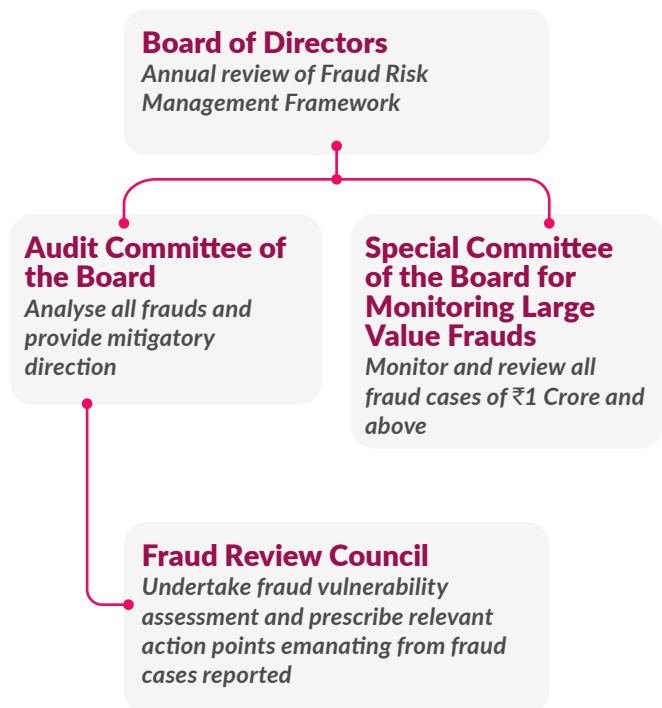 Board of Directors
Annual review of Fraud Risk
Management Framework
Audit Committee of
the Board
Analyse all frauds and
provide mitigatory
direction
Special Committee
of the Board for
Monitoring Large
Value Frauds
Monitor and review all
fraud cases of ₹1 Crore and
above
Fraud Review Council
Undertake fraud vulnerability
assessment and prescribe relevant
action points emanating from fraud
cases reported